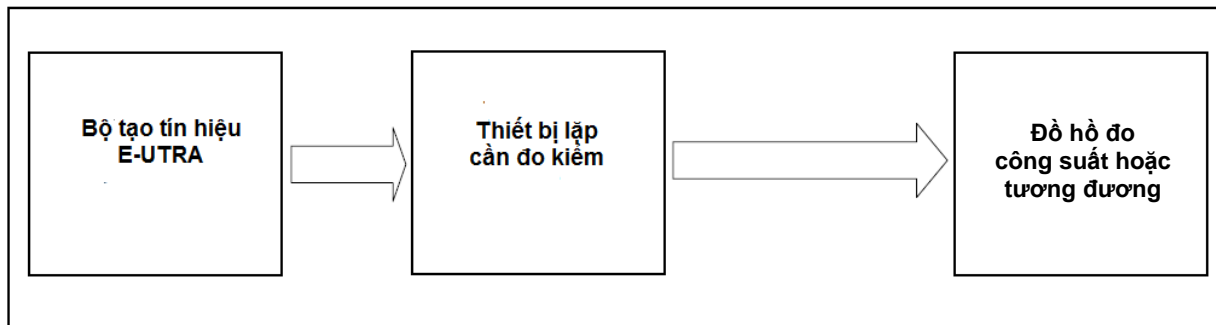 Bộ tạo tín hiệu
E-UTRA
Thiết bị lặp
cần đo kiểm
Đồ hồ đo
công suất hoặc
tương đương